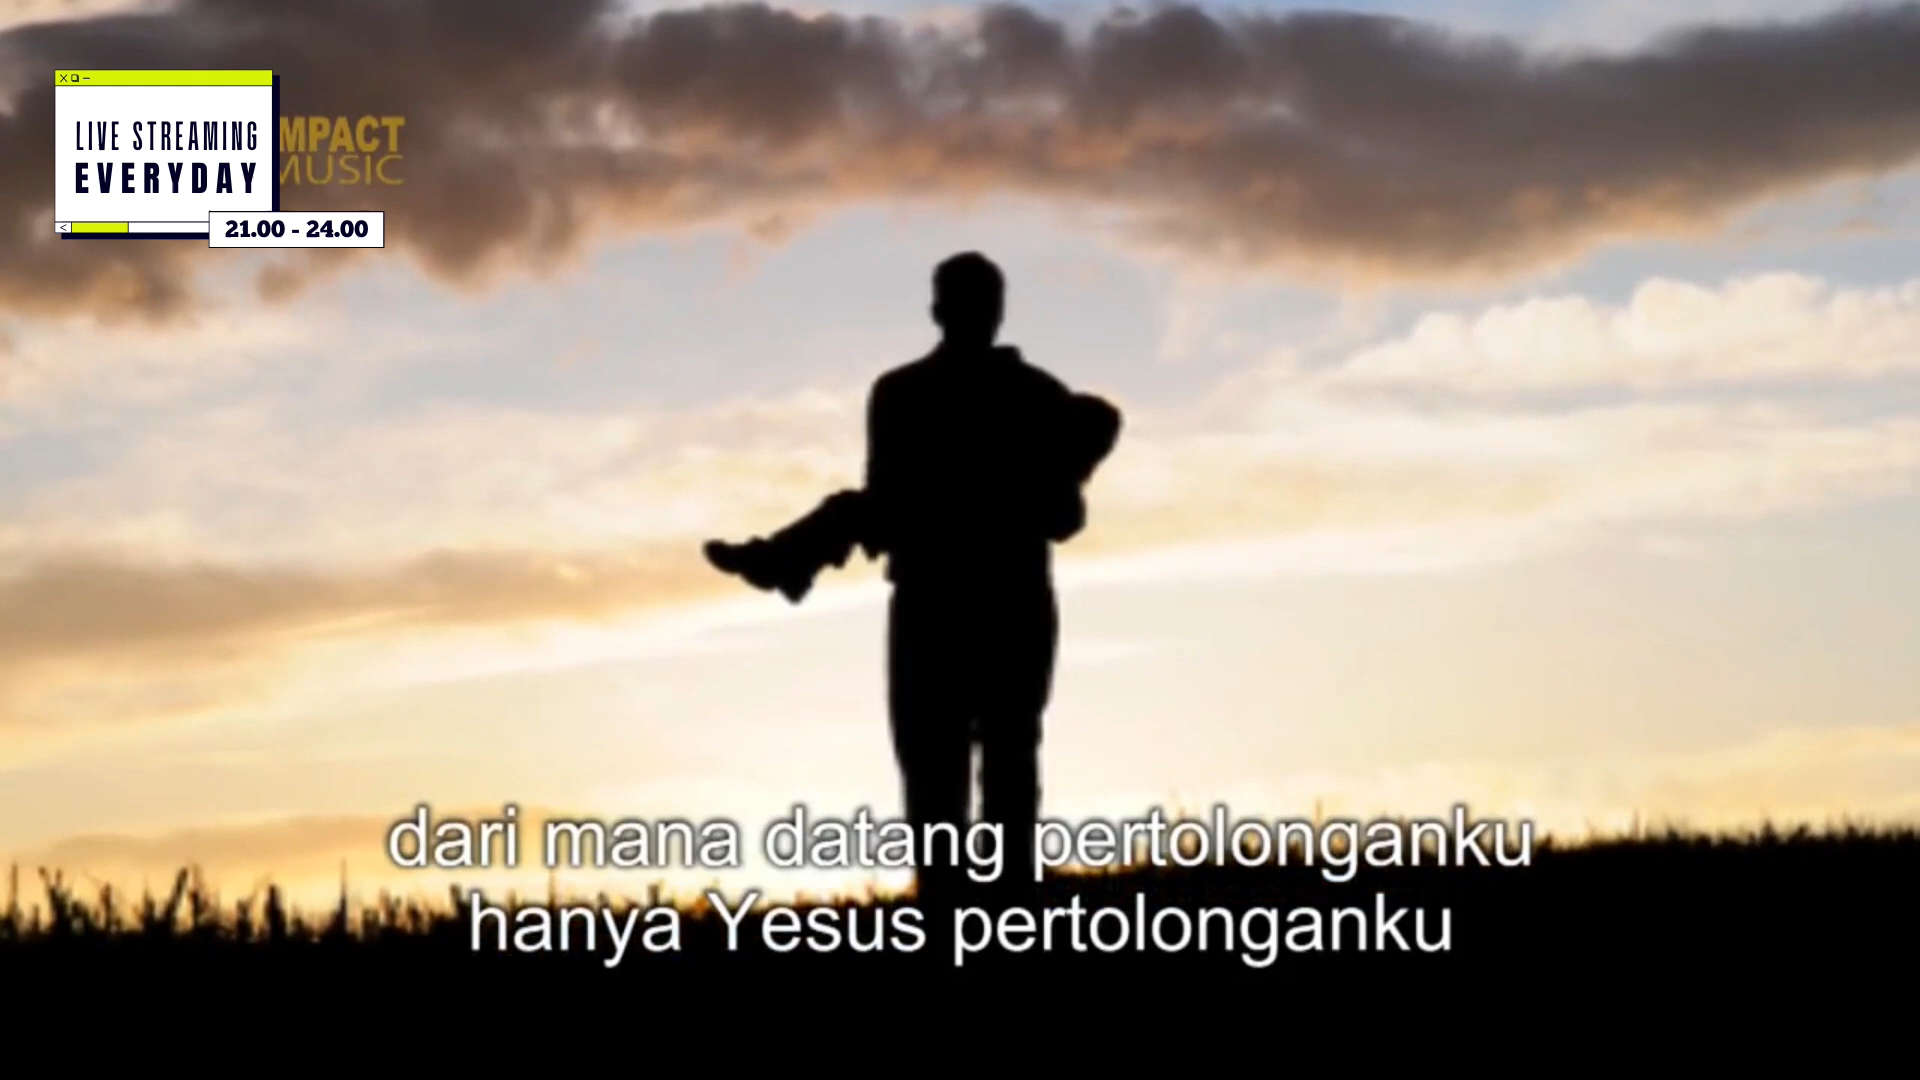 LIVE STREAMING
EVERYDAY
MPACT
MUSIC
21.00 - 24.00
dari mana datang pertolonganku
hanya Yesus pertolonganku